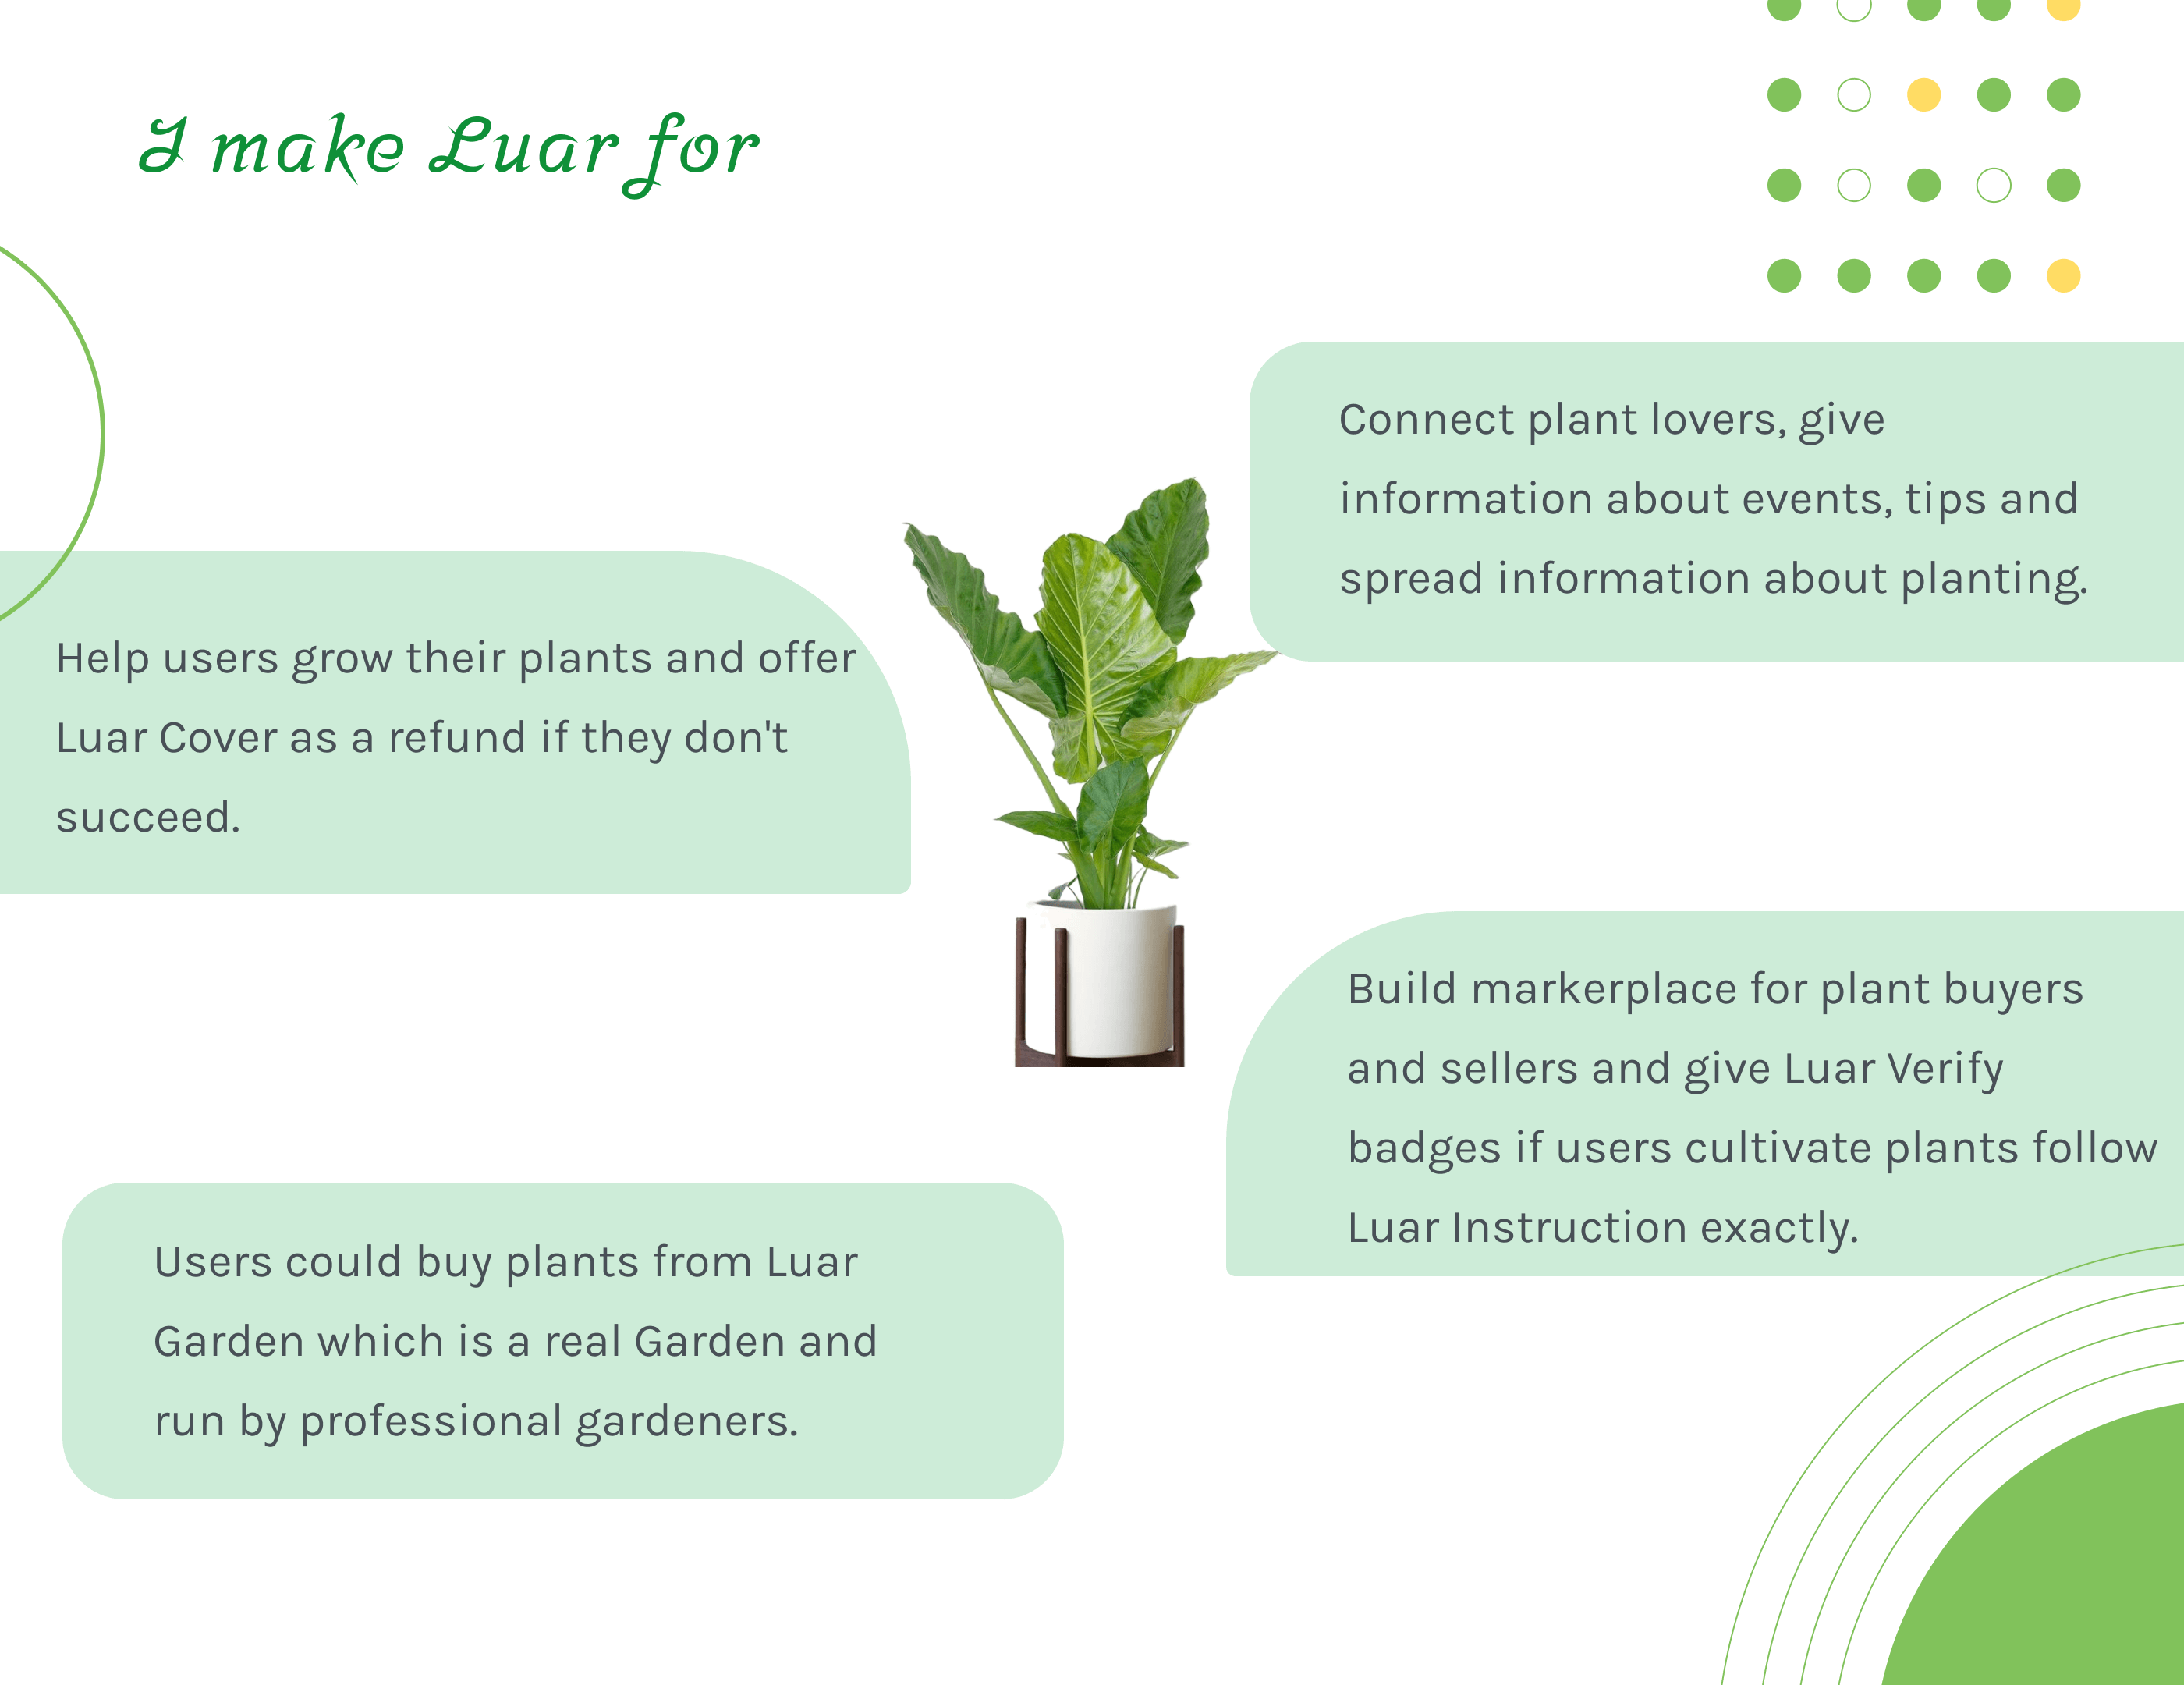 I make Luar for
Connect plant lovers, give
information about events, tips and
spread information about planting.
Help users grow their plants and offer
Luar Cover as a refund if they don't
succeed.
Build markerplace for plant buyers
and sellers and give Luar Verify
badges if users cultivate plants follow
Luar Instruction exactly.
Users could buy plants from Luar
Garden which is a real Garden and
run by professional gardeners.